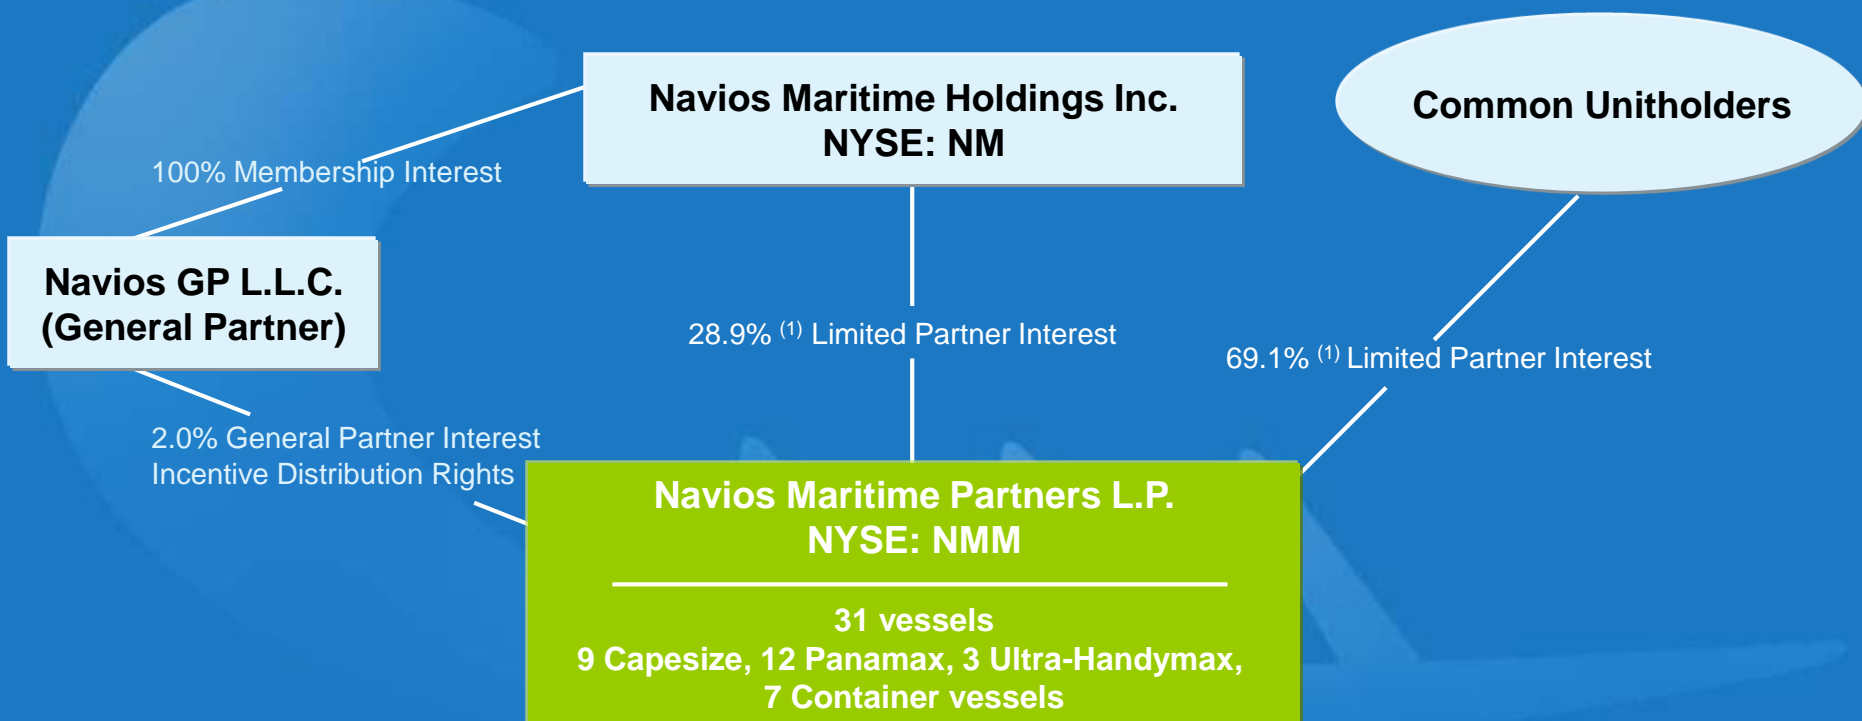 Navios Maritime Holdings Inc.
NYSE: NM
Common Unitholders
100% Membership Interest
Navios GP L.L.C.
(General Partner)
28.9% (1) Limited Partner Interest
69.1% (1) Limited Partner Interest
2.0% General Partner Interest
Incentive Distribution Rights
Navios Maritime Partners L.P.
NYSE: NMM
31 vessels
9 Capesize, 12 Panamax, 3 Ultra-Handymax,
7 Container vessels